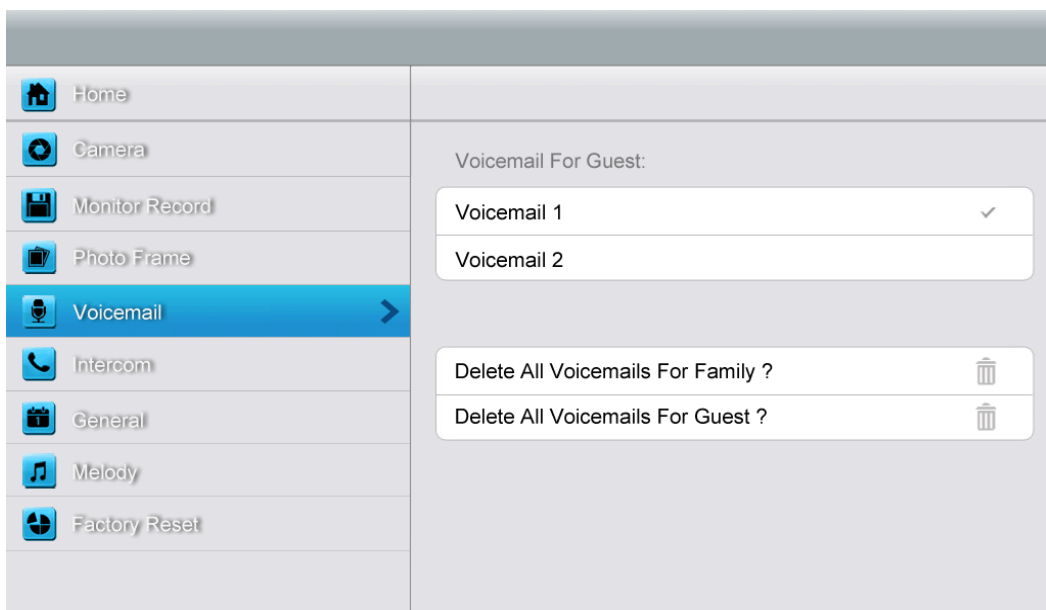 Home
Camera
Monitor Record
Photo Frame
Voicemail
Intercom
General
Melody
Factory Reset
Voicemail For Guest:
Voicemail 1
Voicemail 2
Delete All Voicemails For Family ?
Delete All Voicemails For Guest ?